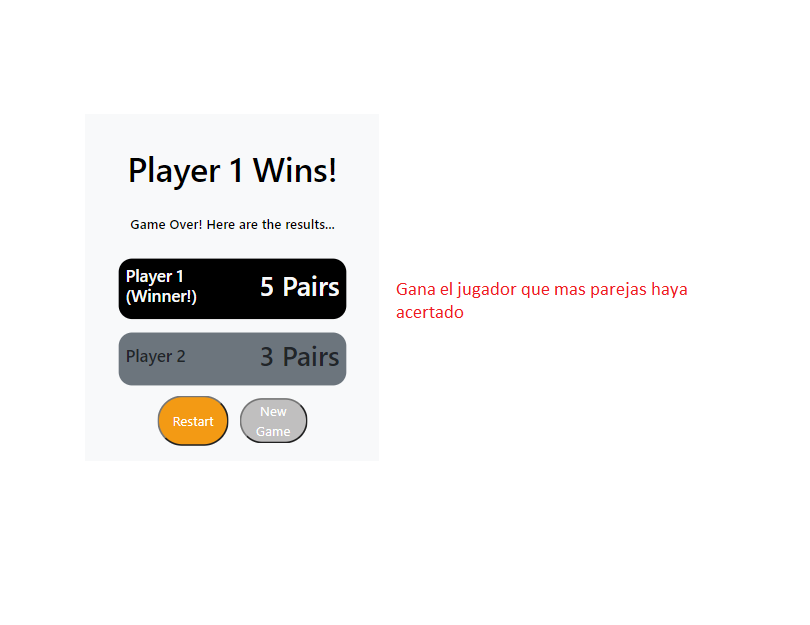 Player 1 Wins!
Game Over! Here are the results...
Player 1
(Winner!)
5 Pairs
Player 2
3 Pairs
Restart
New
Game
Gana el jugador que mas parejas haya
acertado